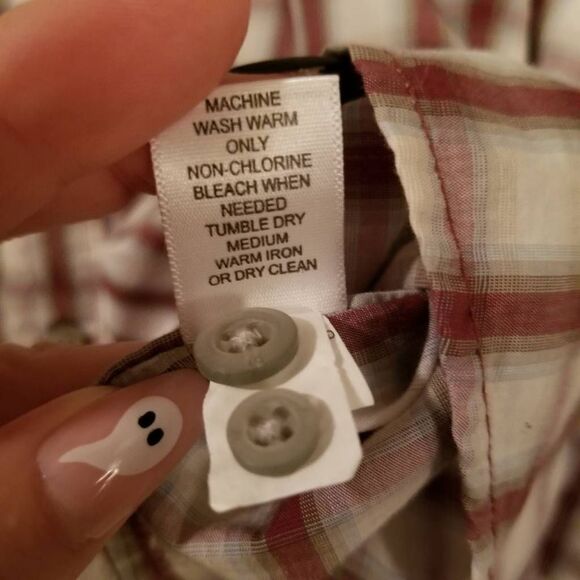 MACHINE
WASH WARM
ONLY
NON-CHLORINE
BLEACH WHEN
NEEDED
TUMBLE DRY
MEDIUM
WARM IRON
OR DRY CLEAN